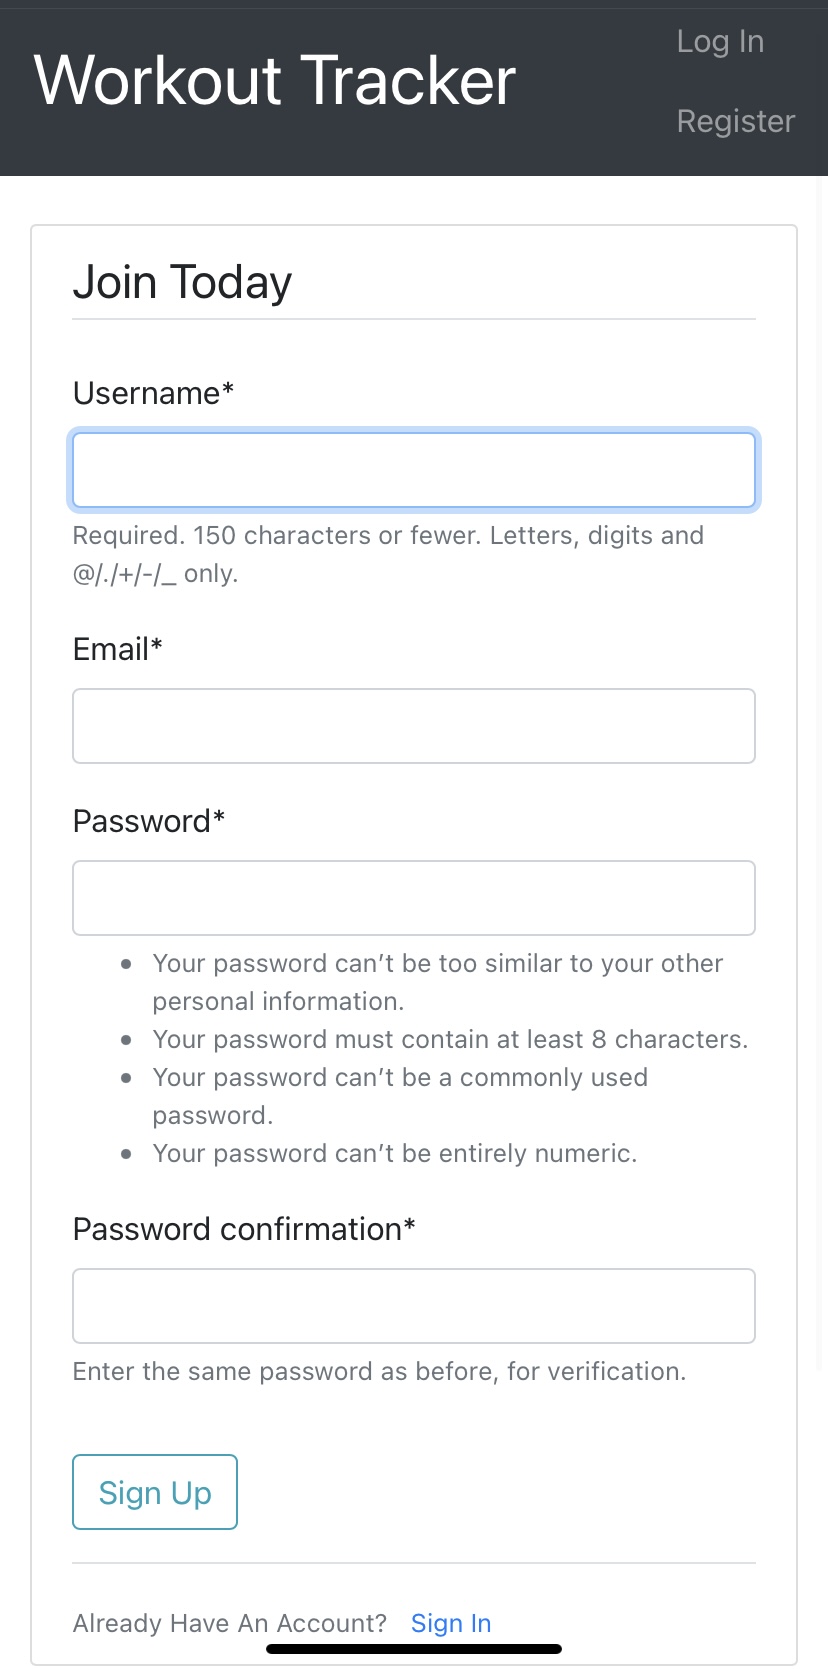 Workout Tracker
Log In
Register
Join Today
Username*
Required. 150 characters or fewer. Letters, digits and
@/./+/-/_ only.
Email*
Password*
Your password can’t be too similar to your other
personal information.
Your password must contain at least 8 characters.
Your password can’t be a commonly used
password.
Your password can’t be entirely numeric.
Password confirmation*
Enter the same password as before, for verification.
Sign Up
Already Have An Account? Sign In